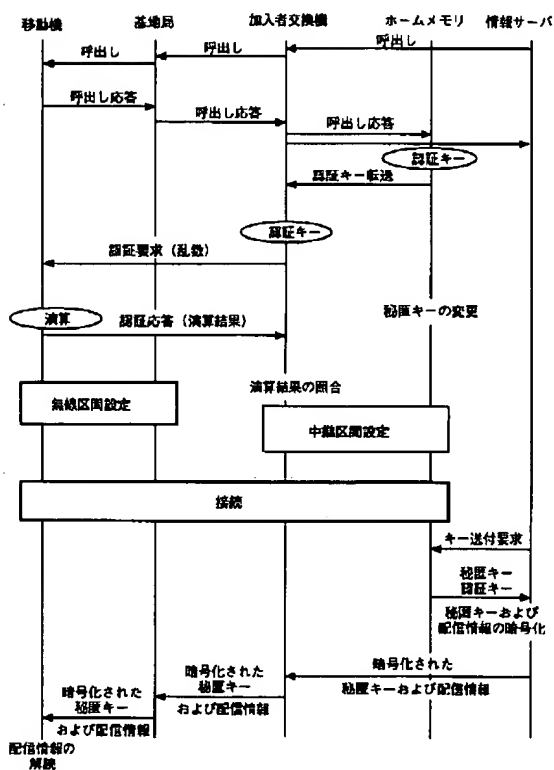 移動機
基地局
加入者交換機
ホームメモリ
情報サーバ
呼出し
呼出し
呼出し
呼出し応答
呼出し応答
呼出し応答
認証キー
認証キー転送
認証キー
認証要求（乱数）
演算
認証応答（演算結果）
秘匿キーの変更
演算結果の照合
無線区間設定
中継区間設定
接続
キー送付要求
秘匿キー
認証キー
秘匿キーおよび
配信情報の暗号化
暗号化された
秘匿キーおよび配信情報
暗号化された
秘匿キー
および配信情報
暗号化された
秘匿キー
および配信情報
配信情報の
解読